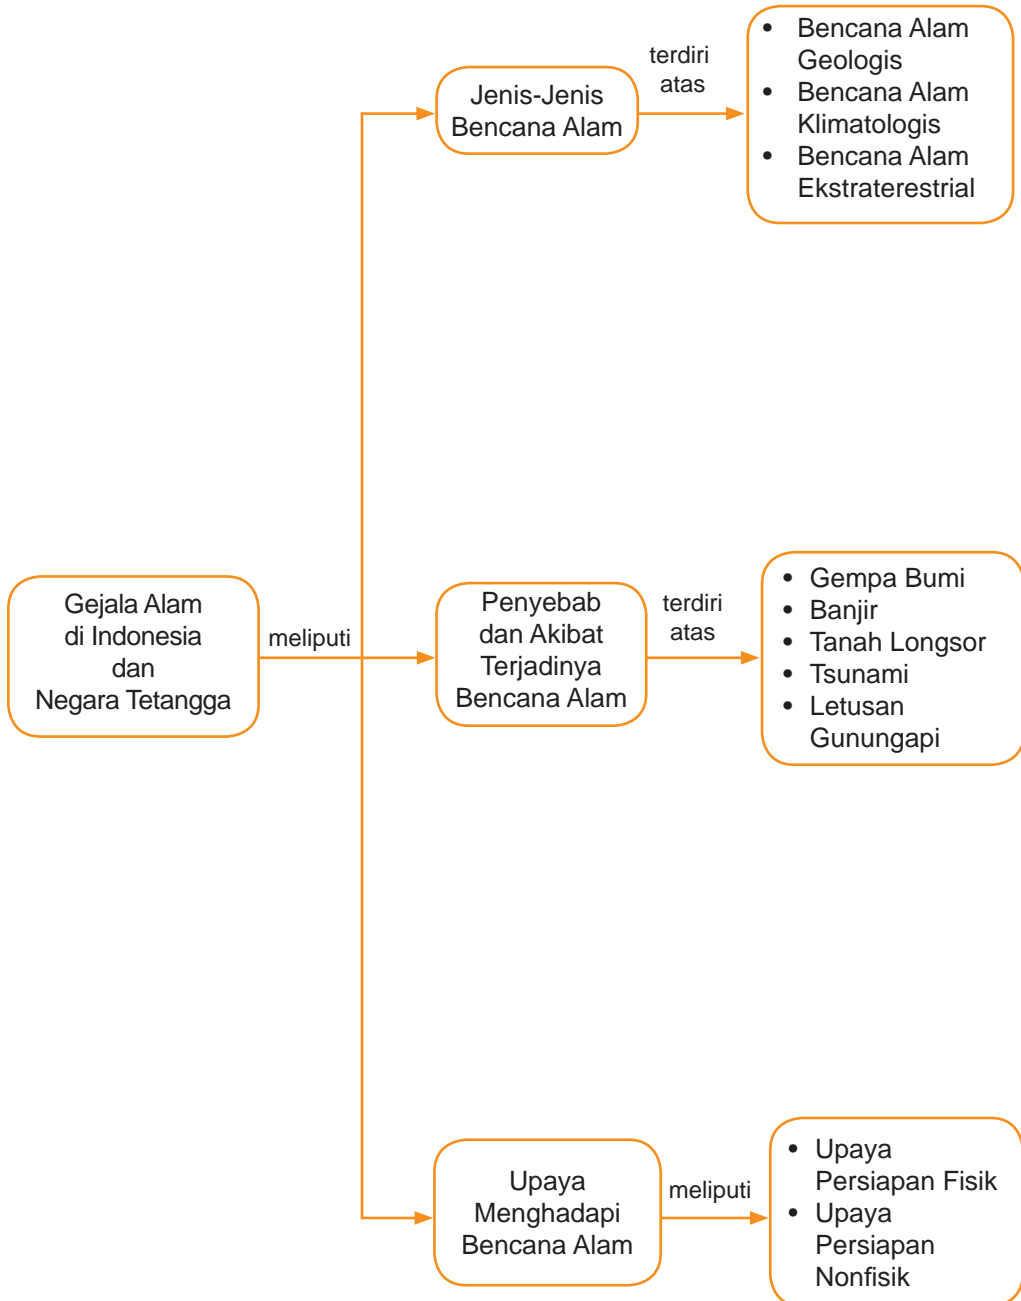 Gejala Alam
di Indonesia
dan
Negara Tetangga
meliputi
Jenis-Jenis
Bencana Alam
terdiri
atas
• Bencana Alam
Geologis
• Bencana Alam
Klimatologis
• Bencana Alam
Ekstraterestrial
Penyebab
dan Akibat
Terjadinya
Bencana Alam
terdiri
atas
• Gempa Bumi
• Banjir
• Tanah Longsor
• Tsunami
• Letusan
Gunungapi
Upaya
Menghadapi
Bencana Alam
meliputi
• Upaya
Persiapan Fisik
• Upaya
Persiapan
Nonfisik